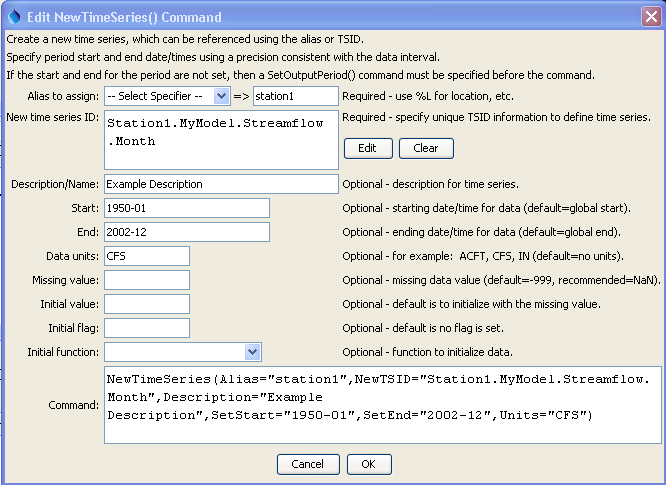 Edit NewTimeSeries() Command
Create a new time series, which can be referenced using the alias or TSID.
Specify period start and end date/times using a precision consistent with the data interval.
If the start and end for the period are not set, then a SetOutputPeriod() command must be specified before the command.
Alias to assign: -- Select Specifier -- => station1 Required - use %L for location, etc.
New time series ID: Station1.MyModel.Streamflow Required - specify unique TSID information to define time series.
.Month
Edit Clear
Description/Name: Example Description Optional - description for time series.
Start: 1950-01 Optional - starting date/time for data (default=global start).
End: 2002-12 Optional - ending date/time for data (default=global end).
Data units: CFS Optional - for example: ACFT, CFS, IN (default=no units).
Missing value: Optional - missing data value (default=-999, recommended=NaN).
Initial value: Optional - default is to initialize with the missing value.
Initial flag: Optional - default is no flag is set.
Initial function: Optional - function to initialize data.
NewTimeSeries(Alias="station1",NewTSID="Station1.MyModel.Streamflow.
Month",Description="Example
Command: Description",SetStart="1950-01",SetEnd="2002-12",Units="CFS")
Cancel OK